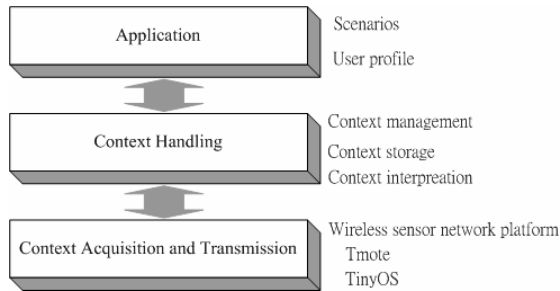 Application
Scenarios
User profile
Context Handling
Context management
Context storage
Context interpreation
Context Acquisition and Transmission
Wireless sensor network platform
Tmote
TinyOS